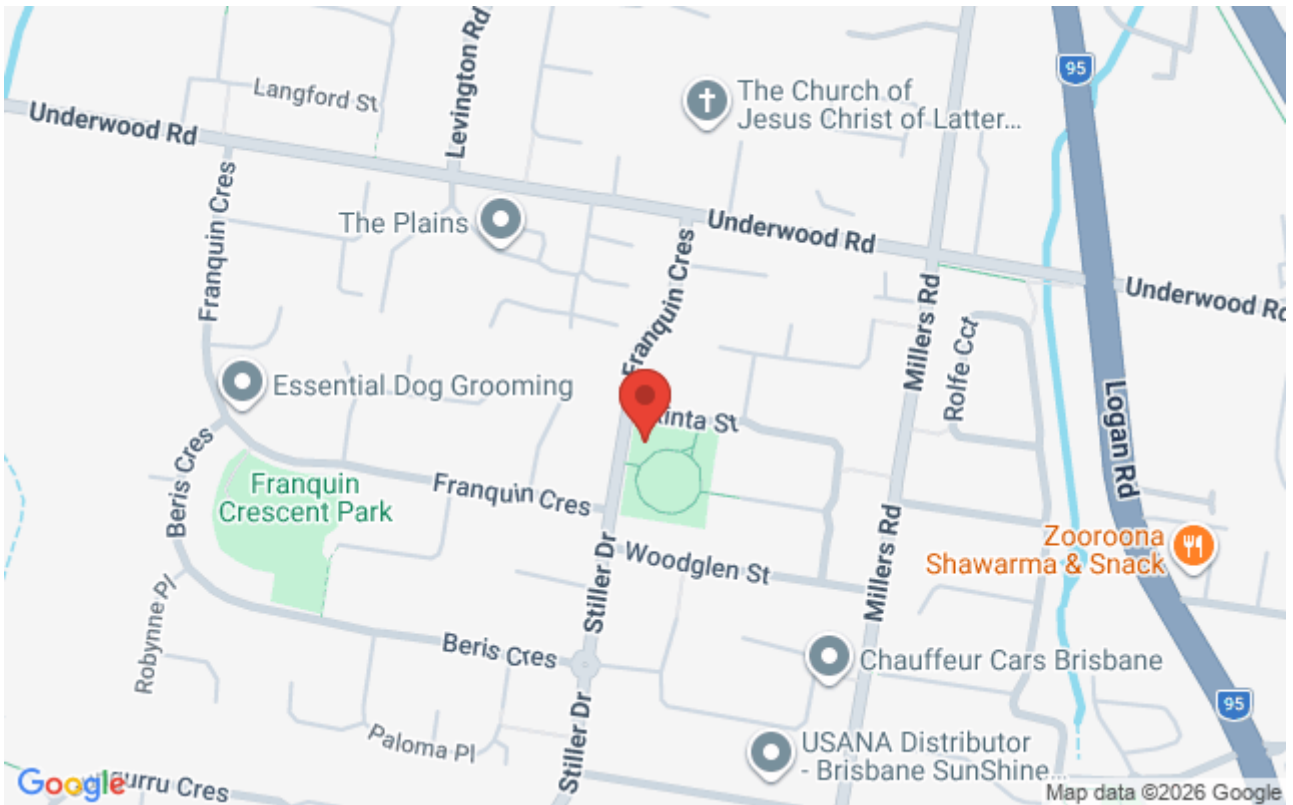 Levington Rd
Langford St
The Church of
Jesus Christ of Latter...
95
Underwood Rd
Franquin Cres
The Plains
Franquin Cres
Underwood Rd
Underwood Rd
Millers Rd
Rolfe Cct
Essential Dog Grooming
Logan Rd
Beris Cres
Franquin
Crescent Park
Franquin Cres
Stiller Dr
Woodglen St
Millers Rd
Zooroona
Shawarma & Snack
Robynne Pl
Beris Cres
Chauffeur Cars Brisbane
95
Paloma Pl
Stiller Dr
USANA Distributor
- Brisbane SunShine...
Google
Cres
Map data ©2026 Google